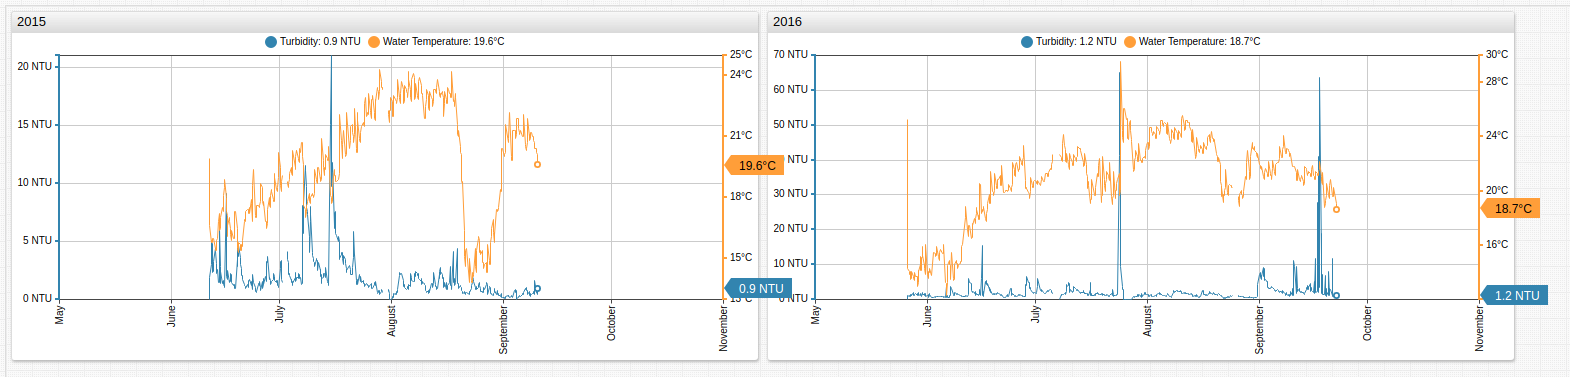 2015
Turbidity: 0.9 NTU Water Temperature: 19.6°C
20 NTU
15 NTU
10 NTU
5 NTU
0 NTU
25°C
24°C
21°C
19.6°C
18°C
15°C
0.9 NTU
13°C
May
June
July
August
September
October
November
2016
Turbidity: 1.2 NTU Water Temperature: 18.7°C
70 NTU
60 NTU
50 NTU
40 NTU
30 NTU
20 NTU
10 NTU
0 NTU
30°C
28°C
24°C
20°C
18.7°C
16°C
1.2 NTU
May
June
July
August
September
October
November